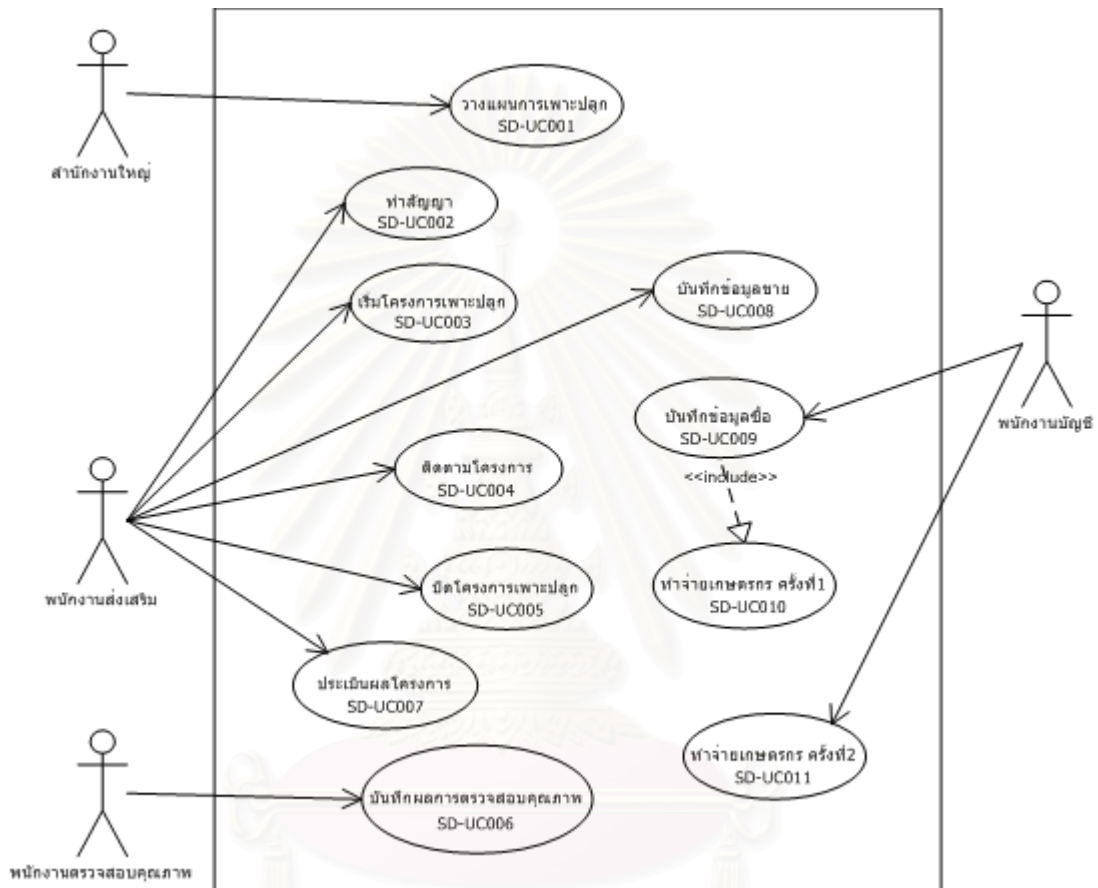 วางแผนการเพาะปลูก
SD-UC001
สำนักงานใหญ่
ทำสัญญา
SD-UC002
เริ่มโครงการเพาะปลูก
SD-UC003
บันทึกข้อมูลขาย
SD-UC008
บันทึกข้อมูลซื้อ
SD-UC009
พนักงานบัญชี
<<include>>
ติดตามโครงการ
SD-UC004
พนักงานส่งเสริม
ปิดโครงการเพาะปลูก
SD-UC005
ทำจ่ายเกษตรกร ครั้งที่1
SD-UC010
ประเมินผลโครงการ
SD-UC007
ทำจ่ายเกษตรกร ครั้งที่2
SD-UC011
บันทึกผลการตรวจสอบคุณภาพ
SD-UC006
พนักงานตรวจสอบคุณภาพ